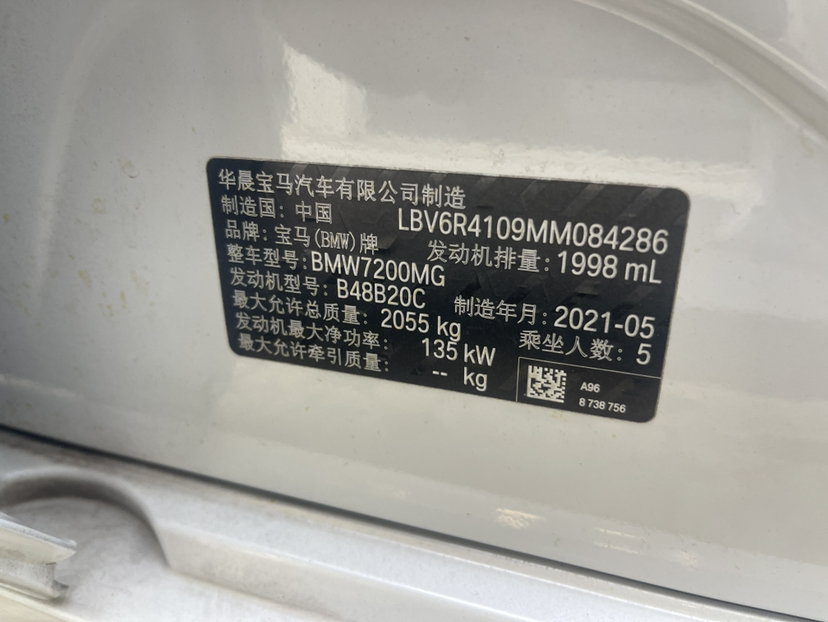 华晨宝马汽车有限公司制造
制造国: 中国 LBV6R4109MM084286
品牌: 宝马(BMW)牌 发动机排量: 1998 mL
整车型号: BMW7200MG
发动机型号: B48B20C 制造年月: 2021-05
最大允许总质量: 2055 kg 乘坐人数: 5
发动机最大净功率: 135 kW
最大允许牵引质量: -- kg
A96
8 738 756